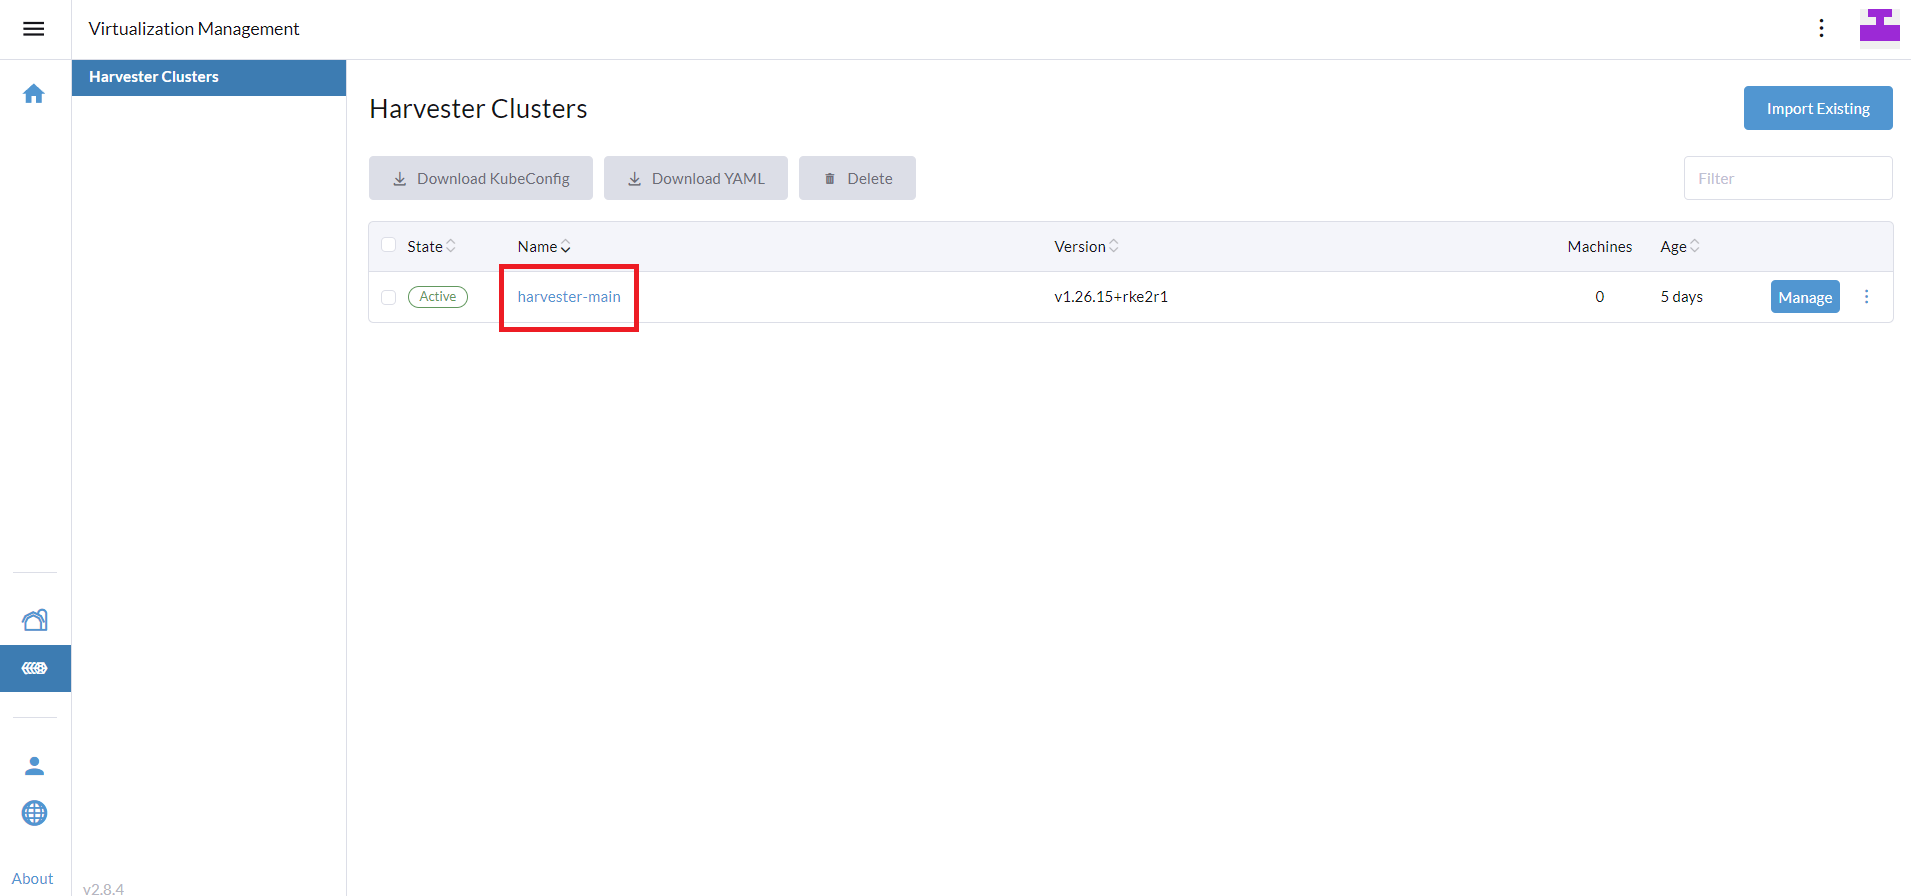 Virtualization Management
Harvester Clusters
Harvester Clusters
Import Existing
Download KubeConfig
Download YAML
Delete
Filter
State Name Version Machines Age
Active harvester-main v1.26.15+rke2r1 0 5 days Manage
About
v2.8.4